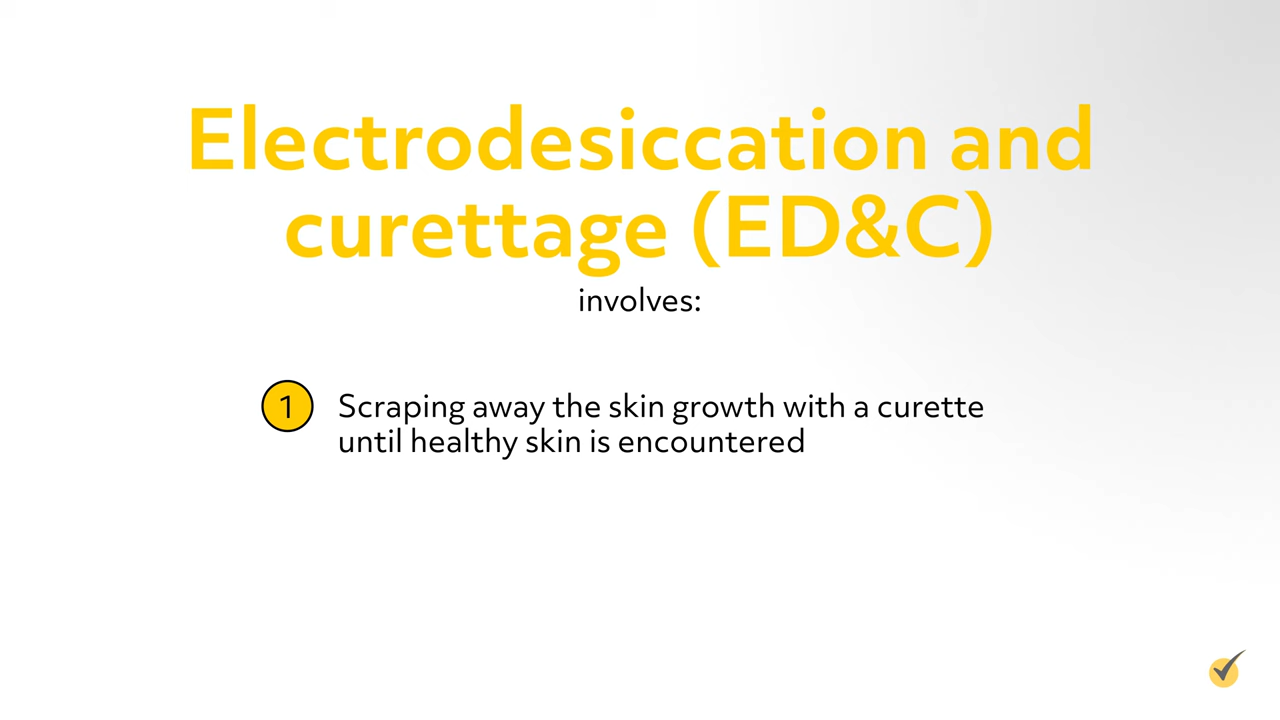 Electrodesiccation and
curettage (ED&C)
involves:
1 Scraping away the skin growth with a curette
until healthy skin is encountered